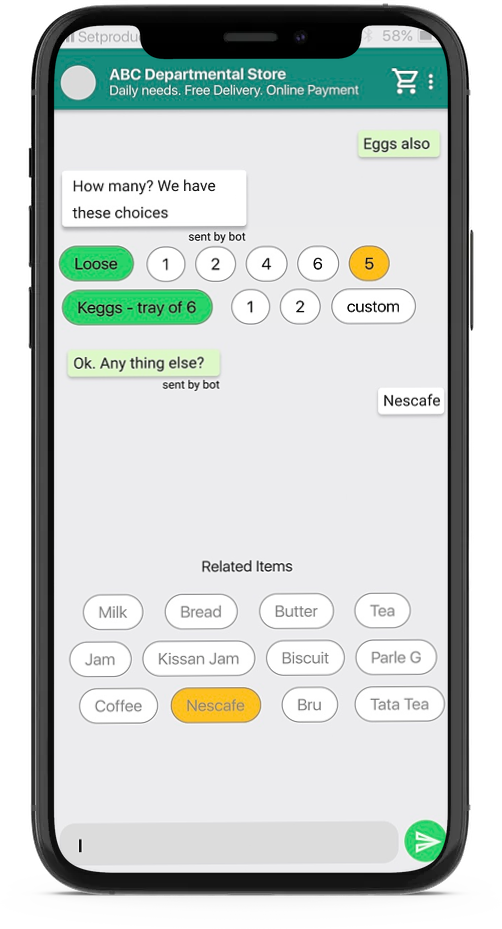 Setprodu
58%
ABC Departmental Store
Daily needs. Free Delivery. Online Payment
Eggs also
How many? We have
these choices
sent by bot
Loose 1 2 4 6 5
Keggs - tray of 6 1 2 custom
Ok. Any thing else?
sent by bot
Nescafe
Related Items
Milk Bread Butter Tea
Jam Kissan Jam Biscuit Parle G
Coffee Nescafe Bru Tata Tea